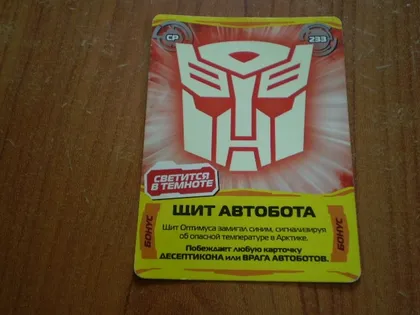 СР 233
СВЕТИТСЯ
В ТЕМНОТЕ
ЩИТ АВТОБОТА
БОНУС
Щит Оптимуса замигал синим, сигнализируя
об опасной температуре в Арктике.
Побеждает любую карточку
ДЕСЕПТИКОНА или ВРАГА АВТОБОТОВ.
БОНУС